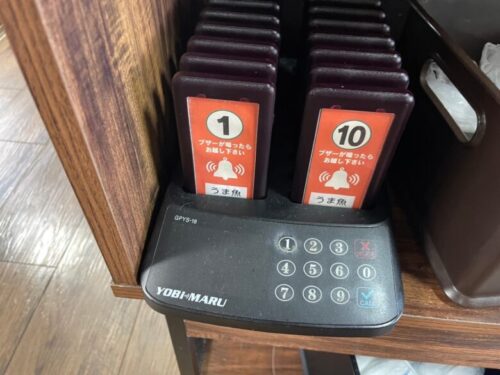 1
ブザーが鳴ったら
お越し下さい
うま魚
10
ブザーが鳴ったら
お越し下さい
うま魚
GPYS-16
1 2 3 X
4 5 6 0
7 8 9
YOBI-MARU